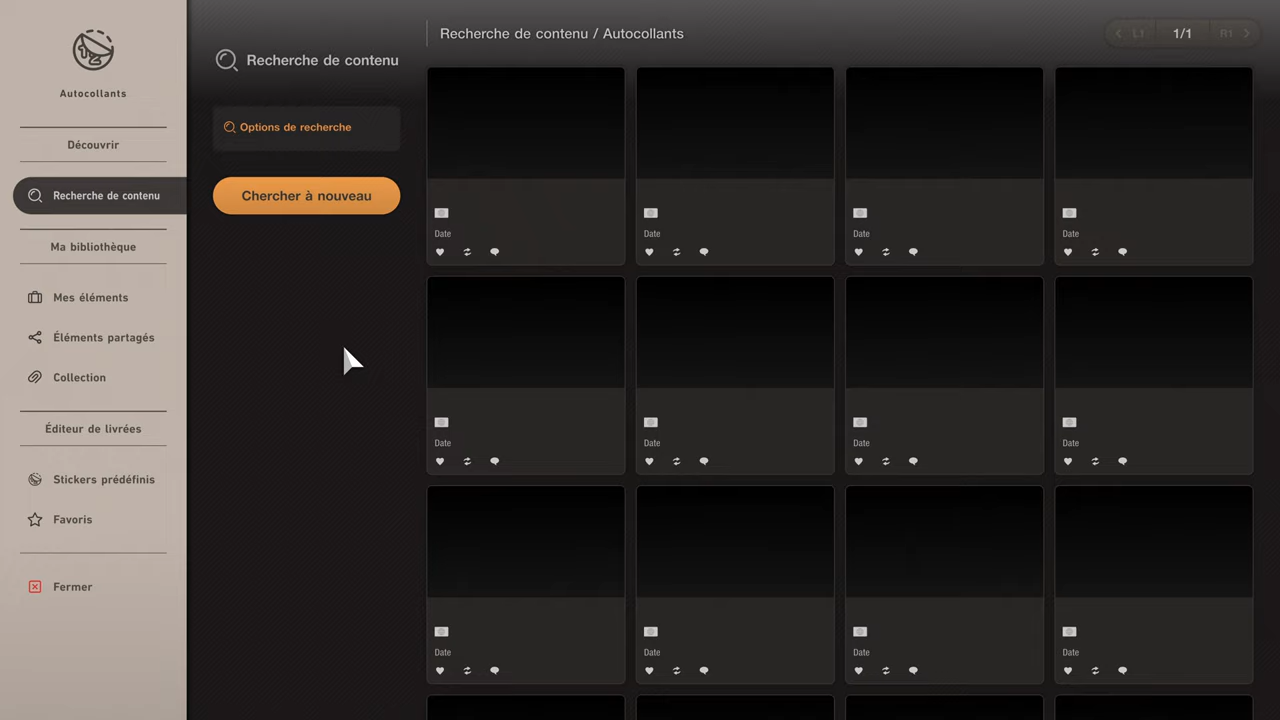 Autocollants
Découvrir
Recherche de contenu
Ma bibliothèque
Mes éléments
Éléments partagés
Collection
Éditeur de livrées
Stickers prédéfinis
Favoris
Fermer
Recherche de contenu
Options de recherche
Chercher à nouveau
Recherche de contenu / Autocollants
L1 1/1 R1
Date Date Date Date
Date Date Date Date
Date Date Date Date